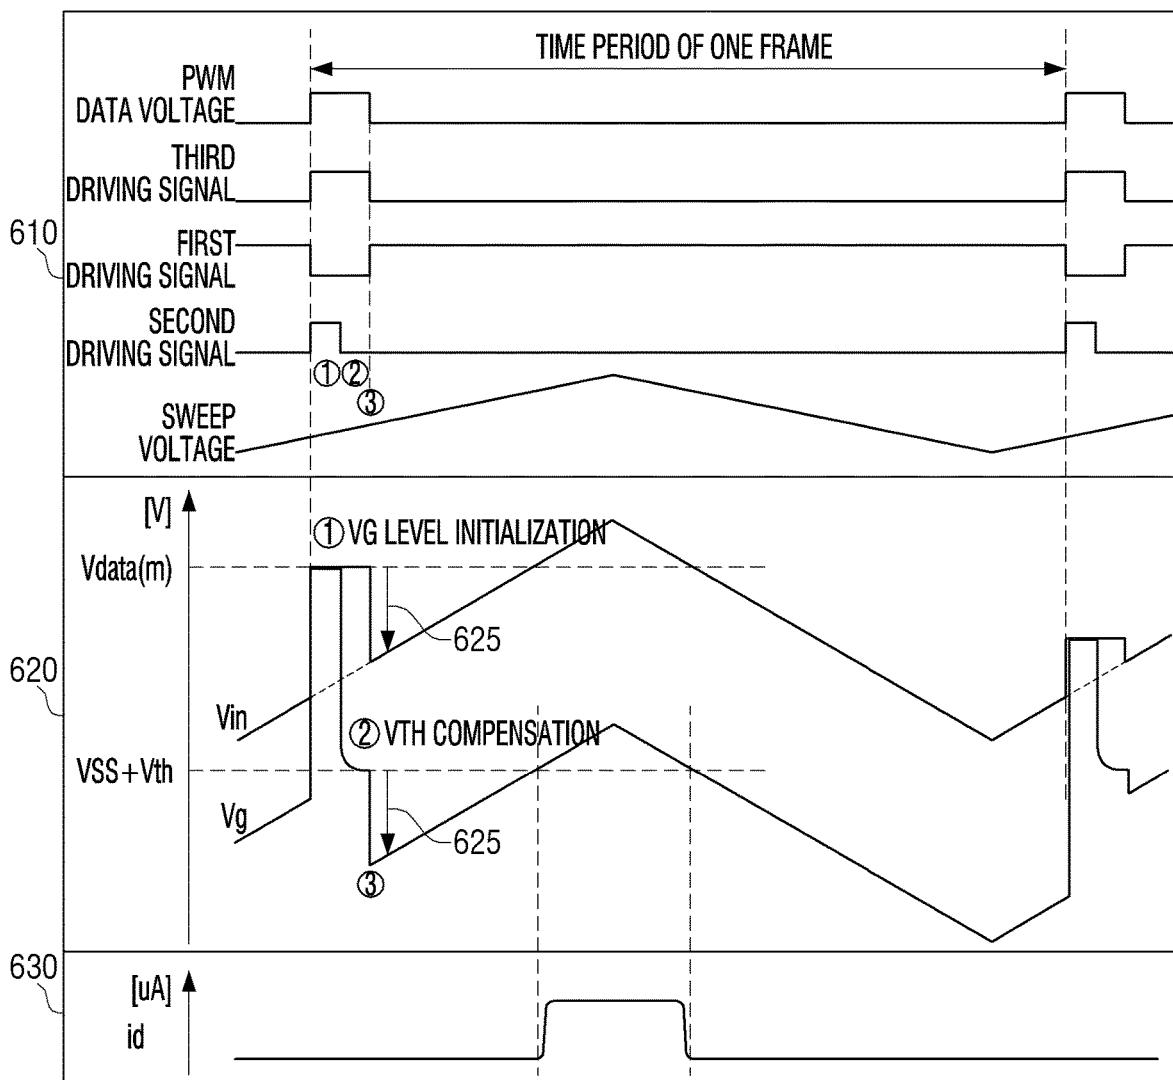 TIME PERIOD OF ONE FRAME
PWM
DATA VOLTAGE
THIRD
DRIVING SIGNAL
610
FIRST
DRIVING SIGNAL
SECOND
DRIVING SIGNAL
① ②
③
SWEEP
VOLTAGE
[V]
① VG LEVEL INITIALIZATION
Vdata(m)
625
620
Vin
② VTH COMPENSATION
VSS+Vth
Vg
625
③
630
[uA]
id